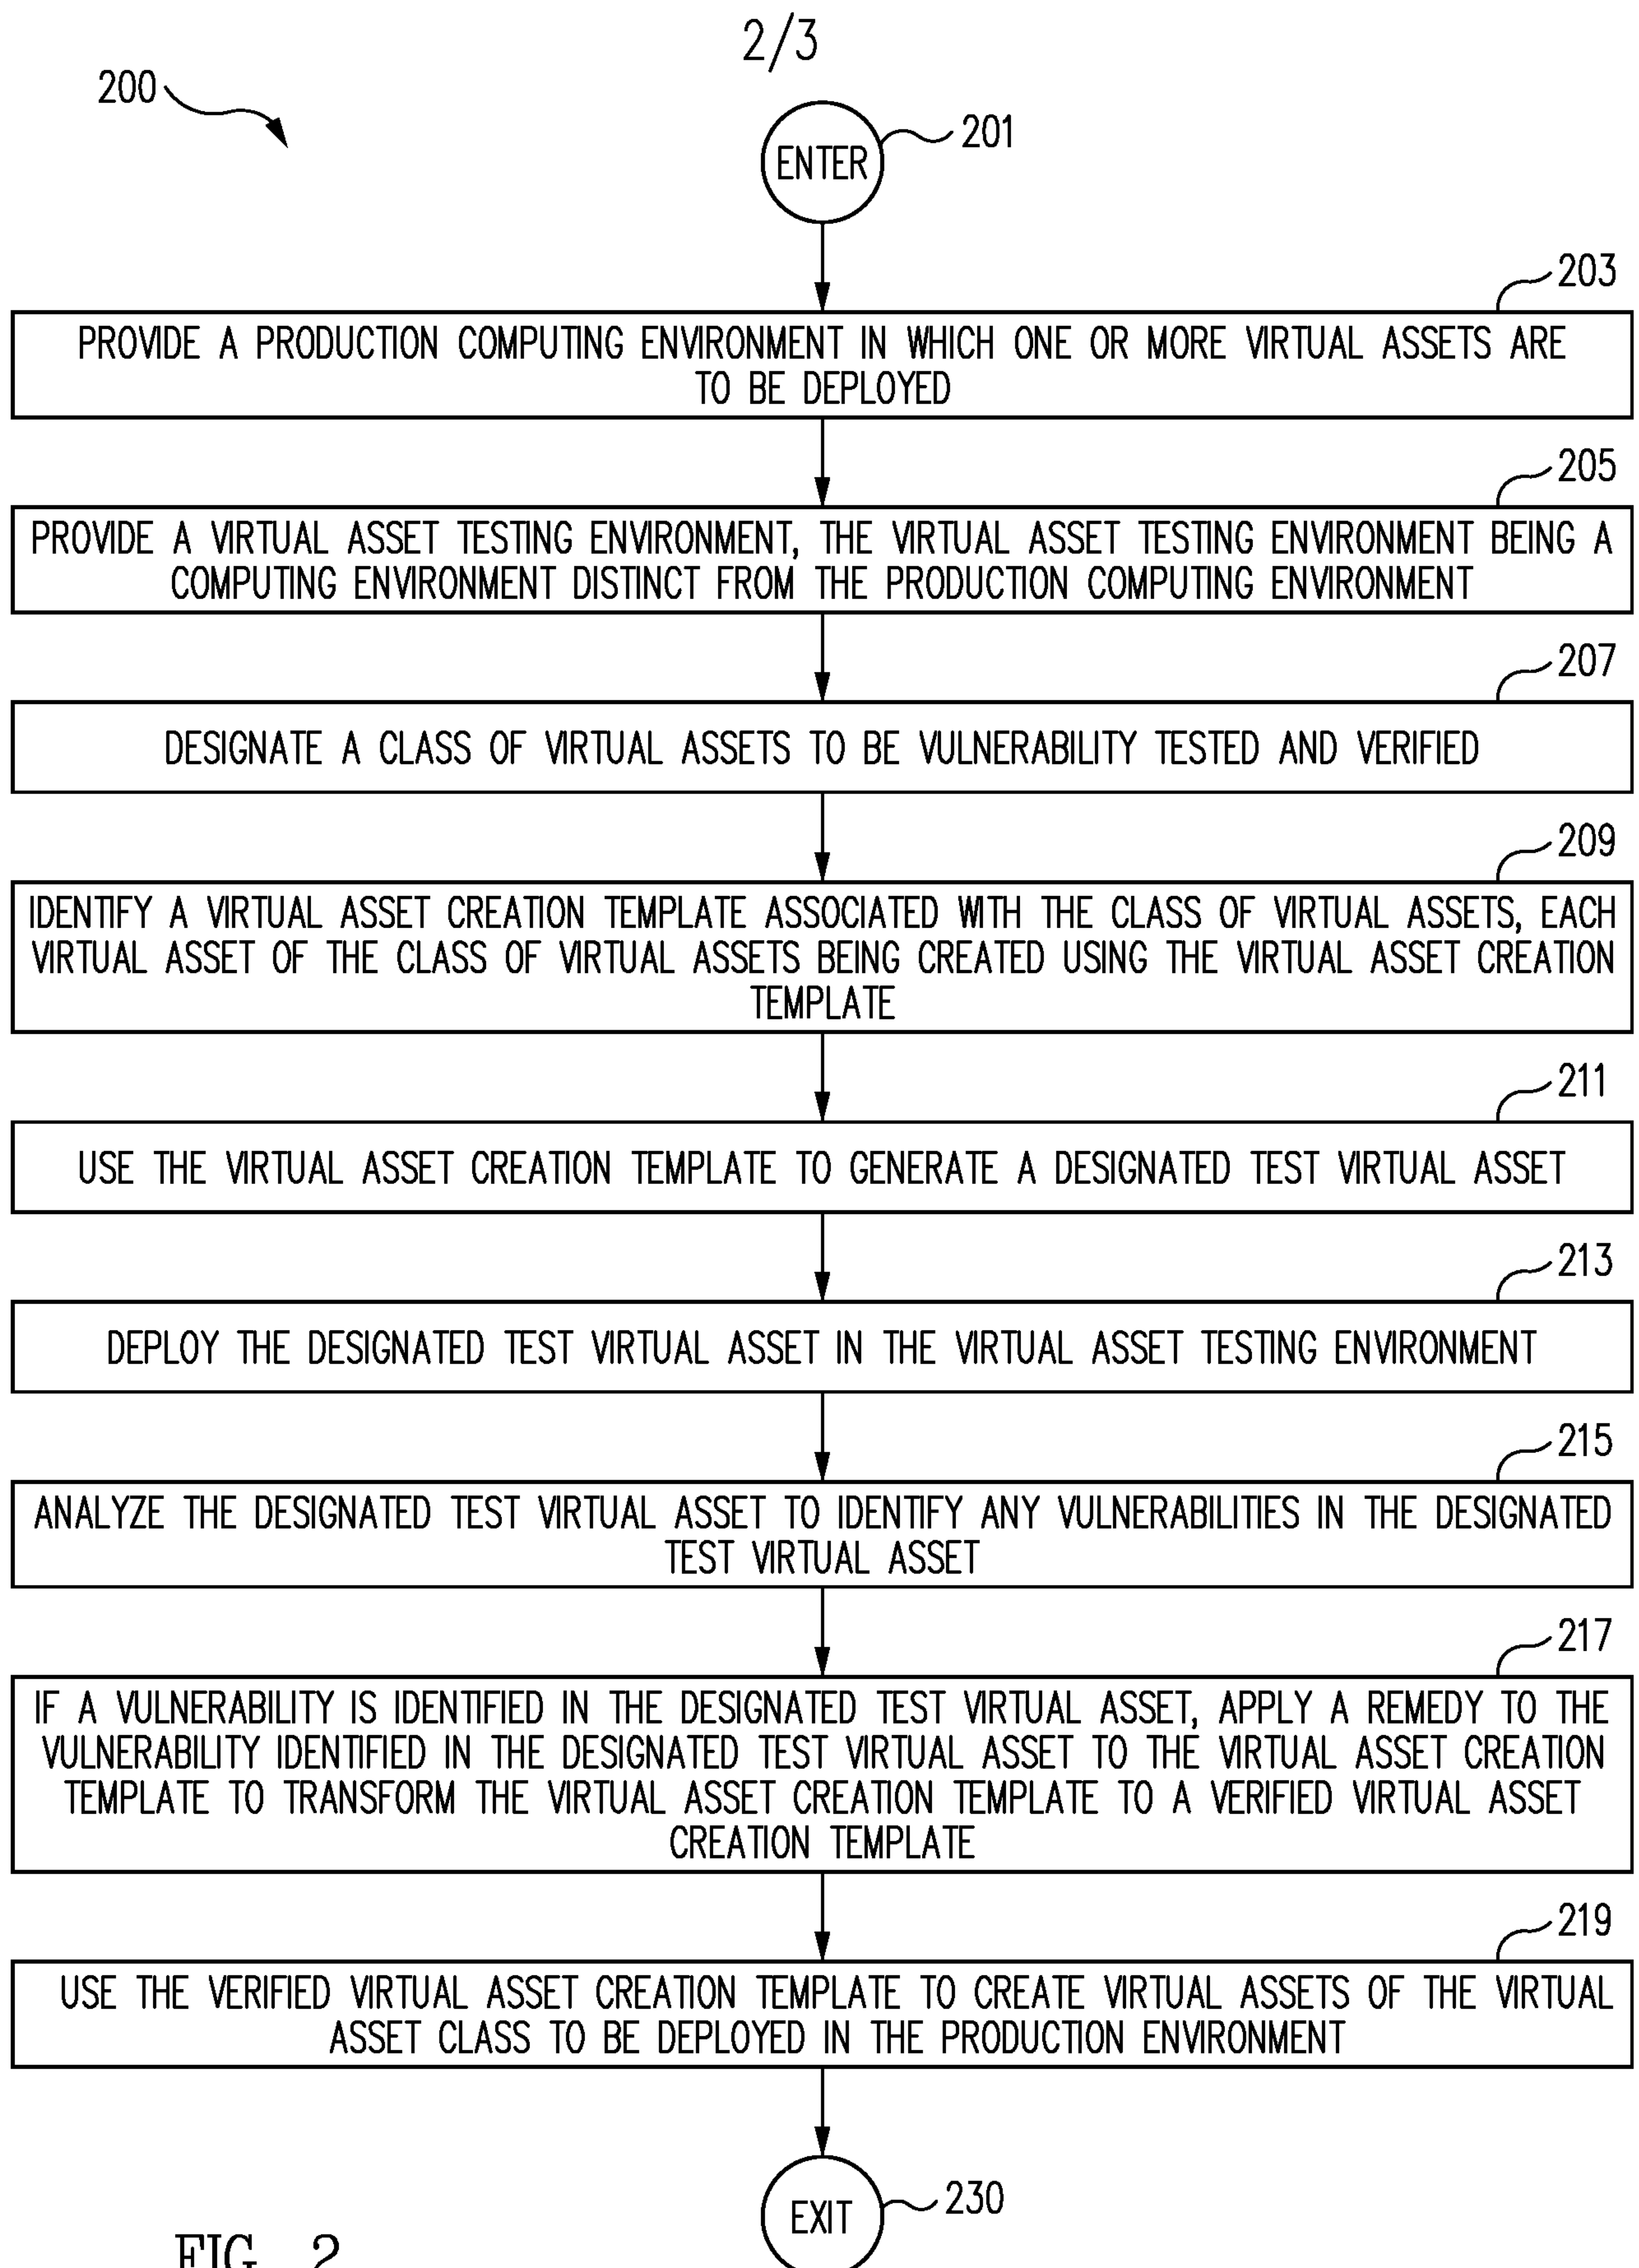 2/3
200
ENTER
201
203
PROVIDE A PRODUCTION COMPUTING ENVIRONMENT IN WHICH ONE OR MORE VIRTUAL ASSETS ARE
TO BE DEPLOYED
205
PROVIDE A VIRTUAL ASSET TESTING ENVIRONMENT, THE VIRTUAL ASSET TESTING ENVIRONMENT BEING A
COMPUTING ENVIRONMENT DISTINCT FROM THE PRODUCTION COMPUTING ENVIRONMENT
207
DESIGNATE A CLASS OF VIRTUAL ASSETS TO BE VULNERABILITY TESTED AND VERIFIED
209
IDENTIFY A VIRTUAL ASSET CREATION TEMPLATE ASSOCIATED WITH THE CLASS OF VIRTUAL ASSETS, EACH
VIRTUAL ASSET OF THE CLASS OF VIRTUAL ASSETS BEING CREATED USING THE VIRTUAL ASSET CREATION
TEMPLATE
211
USE THE VIRTUAL ASSET CREATION TEMPLATE TO GENERATE A DESIGNATED TEST VIRTUAL ASSET
213
DEPLOY THE DESIGNATED TEST VIRTUAL ASSET IN THE VIRTUAL ASSET TESTING ENVIRONMENT
215
ANALYZE THE DESIGNATED TEST VIRTUAL ASSET TO IDENTIFY ANY VULNERABILITIES IN THE DESIGNATED
TEST VIRTUAL ASSET
217
IF A VULNERABILITY IS IDENTIFIED IN THE DESIGNATED TEST VIRTUAL ASSET, APPLY A REMEDY TO THE
VULNERABILITY IDENTIFIED IN THE DESIGNATED TEST VIRTUAL ASSET TO THE VIRTUAL ASSET CREATION
TEMPLATE TO TRANSFORM THE VIRTUAL ASSET CREATION TEMPLATE TO A VERIFIED VIRTUAL ASSET
CREATION TEMPLATE
219
USE THE VERIFIED VIRTUAL ASSET CREATION TEMPLATE TO CREATE VIRTUAL ASSETS OF THE VIRTUAL
ASSET CLASS TO BE DEPLOYED IN THE PRODUCTION ENVIRONMENT
EXIT
230
FIG. 2